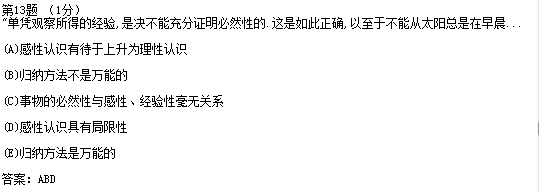 第13题 (1分)
"单凭观察所得的经验,是决不能充分证明必然性的.这是如此正确,以至于不能从太阳总是在早晨...
(A)感性认识有待于上升为理性认识
(B)归纳方法不是万能的
(C)事物的必然性与感性、经验性毫无关系
(D)感性认识具有局限性
(E)归纳方法是万能的
答案: ABD